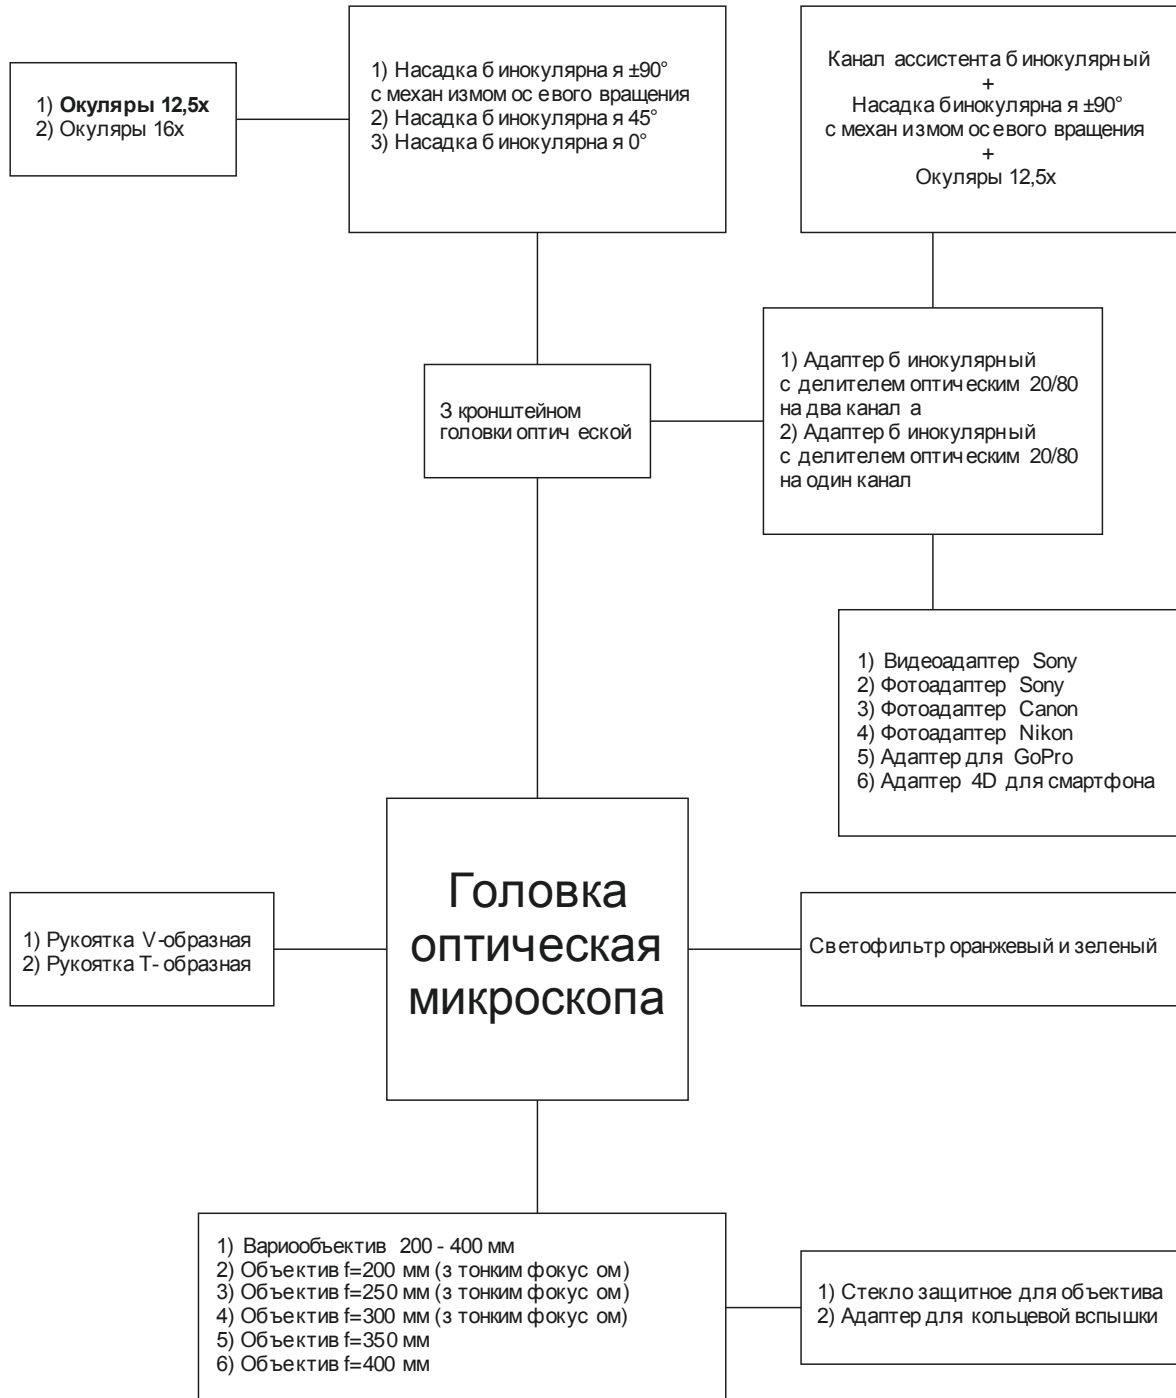 1) Окуляры 12,5х
2) Окуляры 16х
1) Насадка бинокулярная ±90°
с механизмом осевого вращения
2) Насадка бинокулярная 45°
3) Насадка бинокулярная 0°
Канал ассистента бинокулярный
+
Насадка бинокулярная ±90°
с механизмом осевого вращения
+
Окуляры 12,5х
З кронштейном
головки оптической
1) Адаптер бинокулярный
с делителем оптическим 20/80
на два канала
2) Адаптер бинокулярный
с делителем оптическим 20/80
на один канал
1) Видеоадаптер Sony
2) Фотоадаптер Sony
3) Фотоадаптер Canon
4) Фотоадаптер Nikon
5) Адаптер для GoPro
6) Адаптер 4D для смартфона
Головка
оптическая
микроскопа
1) Рукоятка V-образная
2) Рукоятка Т- образная
Светофильтр оранжевый и зеленый
1) Вариообъектив 200 - 400 мм
2) Объектив f=200 мм (з тонким фокусом)
3) Объектив f=250 мм (з тонким фокусом)
4) Объектив f=300 мм (з тонким фокусом)
5) Объектив f=350 мм
6) Объектив f=400 мм
1) Стекло защитное для объектива
2) Адаптер для кольцевой вспышки